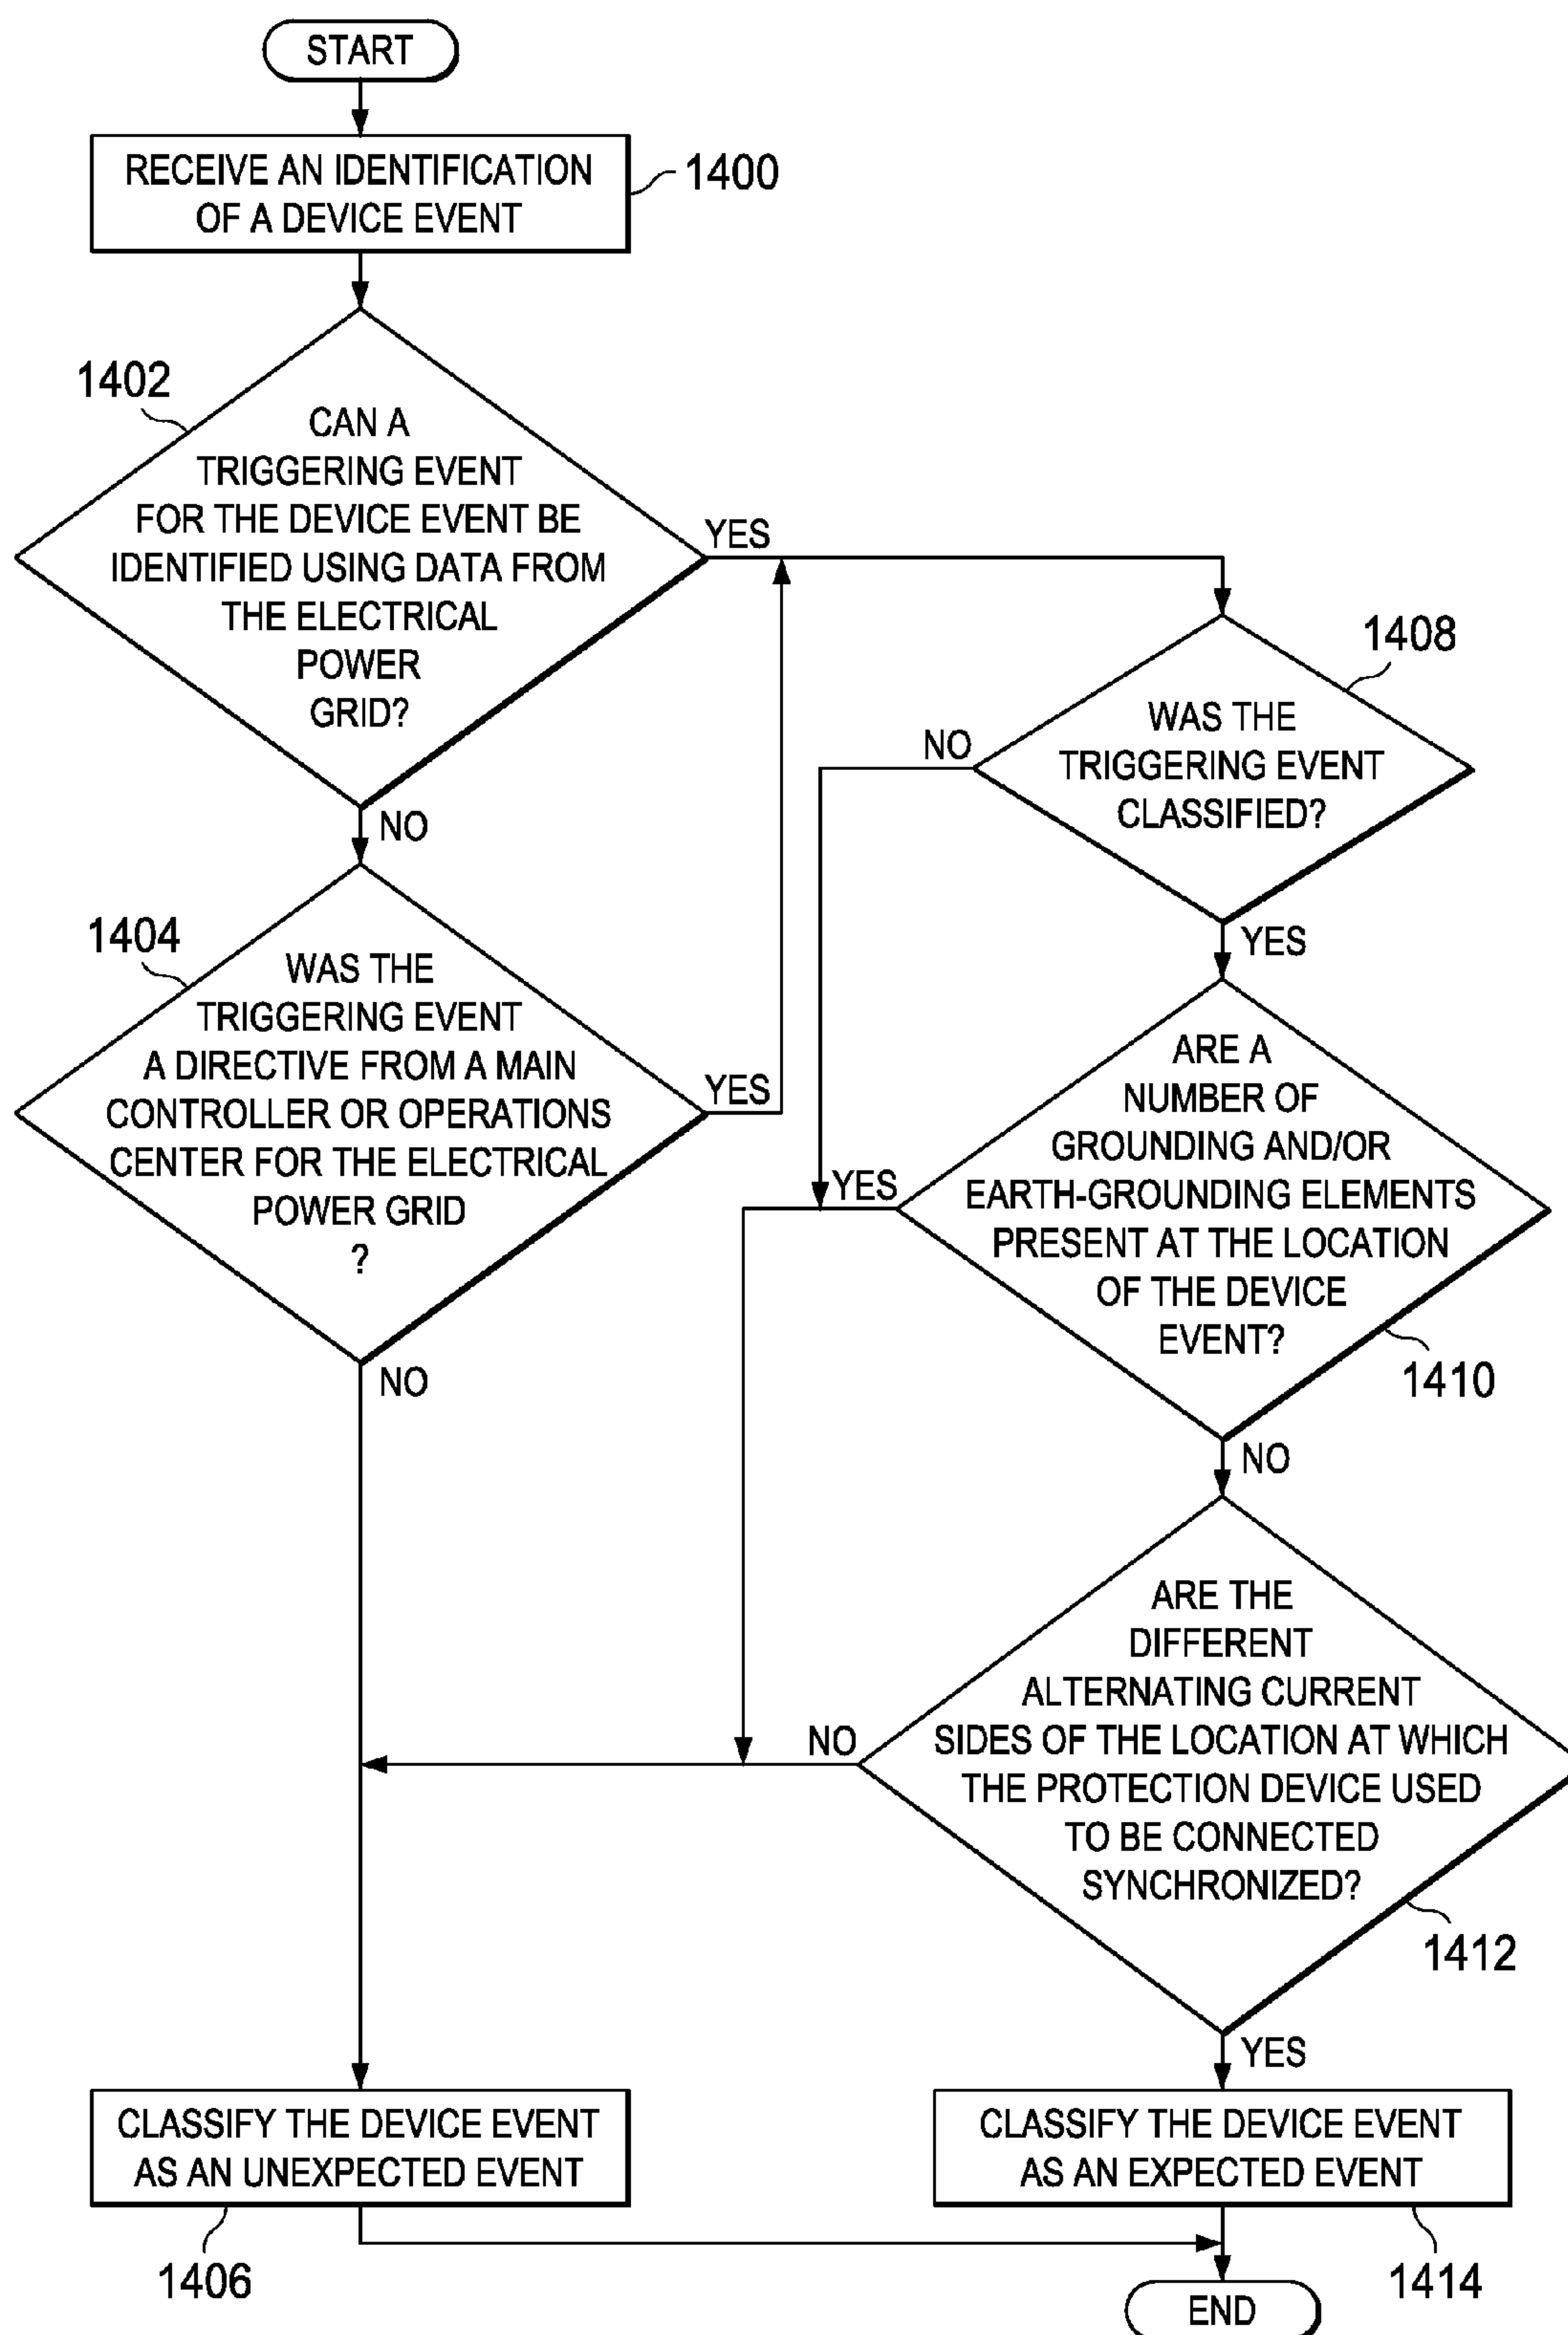 START
RECEIVE AN IDENTIFICATION
OF A DEVICE EVENT
1400
1402
CAN A
TRIGGERING EVENT
FOR THE DEVICE EVENT BE
IDENTIFIED USING DATA FROM
THE ELECTRICAL
POWER
GRID?
YES
NO
1404
WAS THE
TRIGGERING EVENT
A DIRECTIVE FROM A MAIN
CONTROLLER OR OPERATIONS
CENTER FOR THE ELECTRICAL
POWER GRID
?
YES
NO
1408
WAS THE
TRIGGERING EVENT
CLASSIFIED?
NO
YES
ARE A
NUMBER OF
GROUNDING AND/OR
EARTH-GROUNDING ELEMENTS
PRESENT AT THE LOCATION
OF THE DEVICE
EVENT?
YES
1410
NO
ARE THE
DIFFERENT
ALTERNATING CURRENT
SIDES OF THE LOCATION AT WHICH
THE PROTECTION DEVICE USED
TO BE CONNECTED
SYNCHRONIZED?
NO
1412
YES
CLASSIFY THE DEVICE EVENT
AS AN UNEXPECTED EVENT
1406
CLASSIFY THE DEVICE EVENT
AS AN EXPECTED EVENT
1414
END